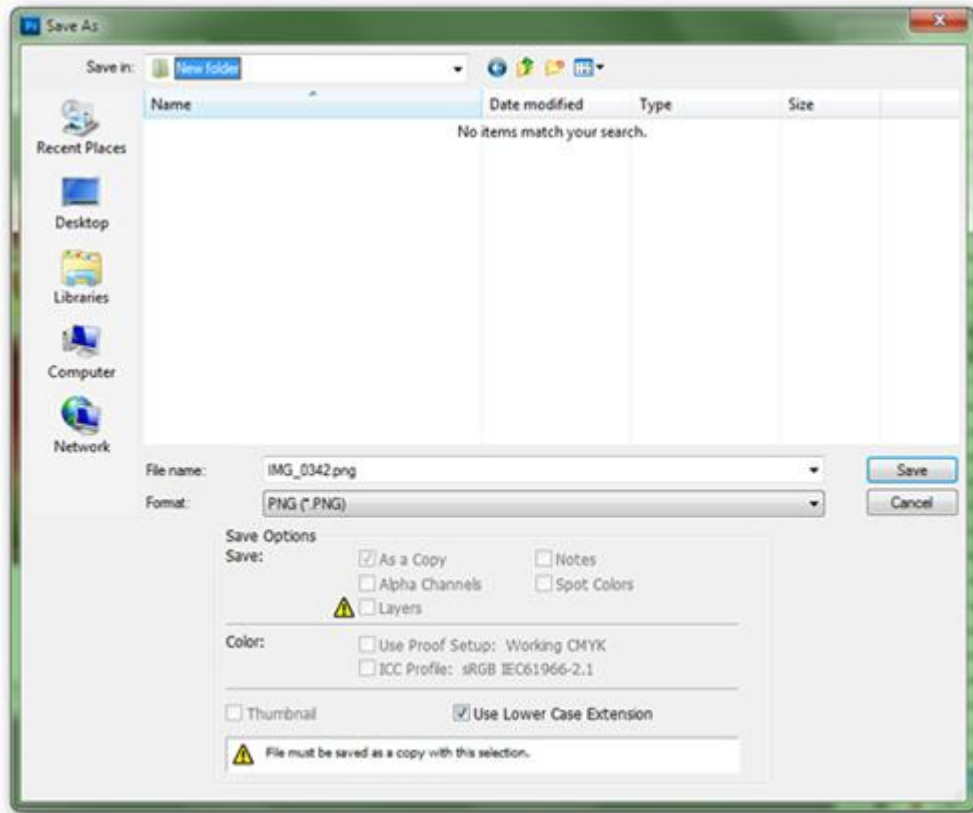 Save As
Save in: New folder
Name Date modified Type Size
No items match your search.
Recent Places
Desktop
Libraries
Computer
Network
File name: IMG_0342.png Save
Format: PNG (*.PNG) Cancel
Save Options
Save: As a Copy Notes
Alpha Channels Spot Colors
Layers
Color: Use Proof Setup: Working CMYK
ICC Profile: sRGB IEC61966-2.1
Thumbnail Use Lower Case Extension
File must be saved as a copy with this selection.